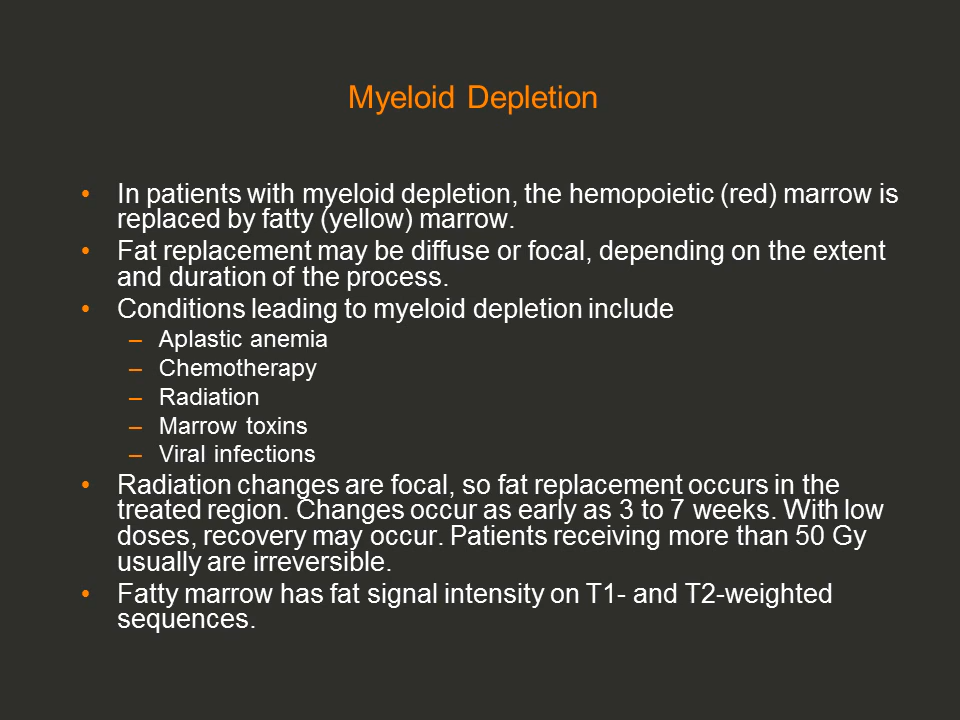 Myeloid Depletion
• In patients with myeloid depletion, the hemopoietic (red) marrow is
replaced by fatty (yellow) marrow.
• Fat replacement may be diffuse or focal, depending on the extent
and duration of the process.
• Conditions leading to myeloid depletion include
– Aplastic anemia
– Chemotherapy
– Radiation
– Marrow toxins
– Viral infections
• Radiation changes are focal, so fat replacement occurs in the
treated region. Changes occur as early as 3 to 7 weeks. With low
doses, recovery may occur. Patients receiving more than 50 Gy
usually are irreversible.
• Fatty marrow has fat signal intensity on T1- and T2-weighted
sequences.